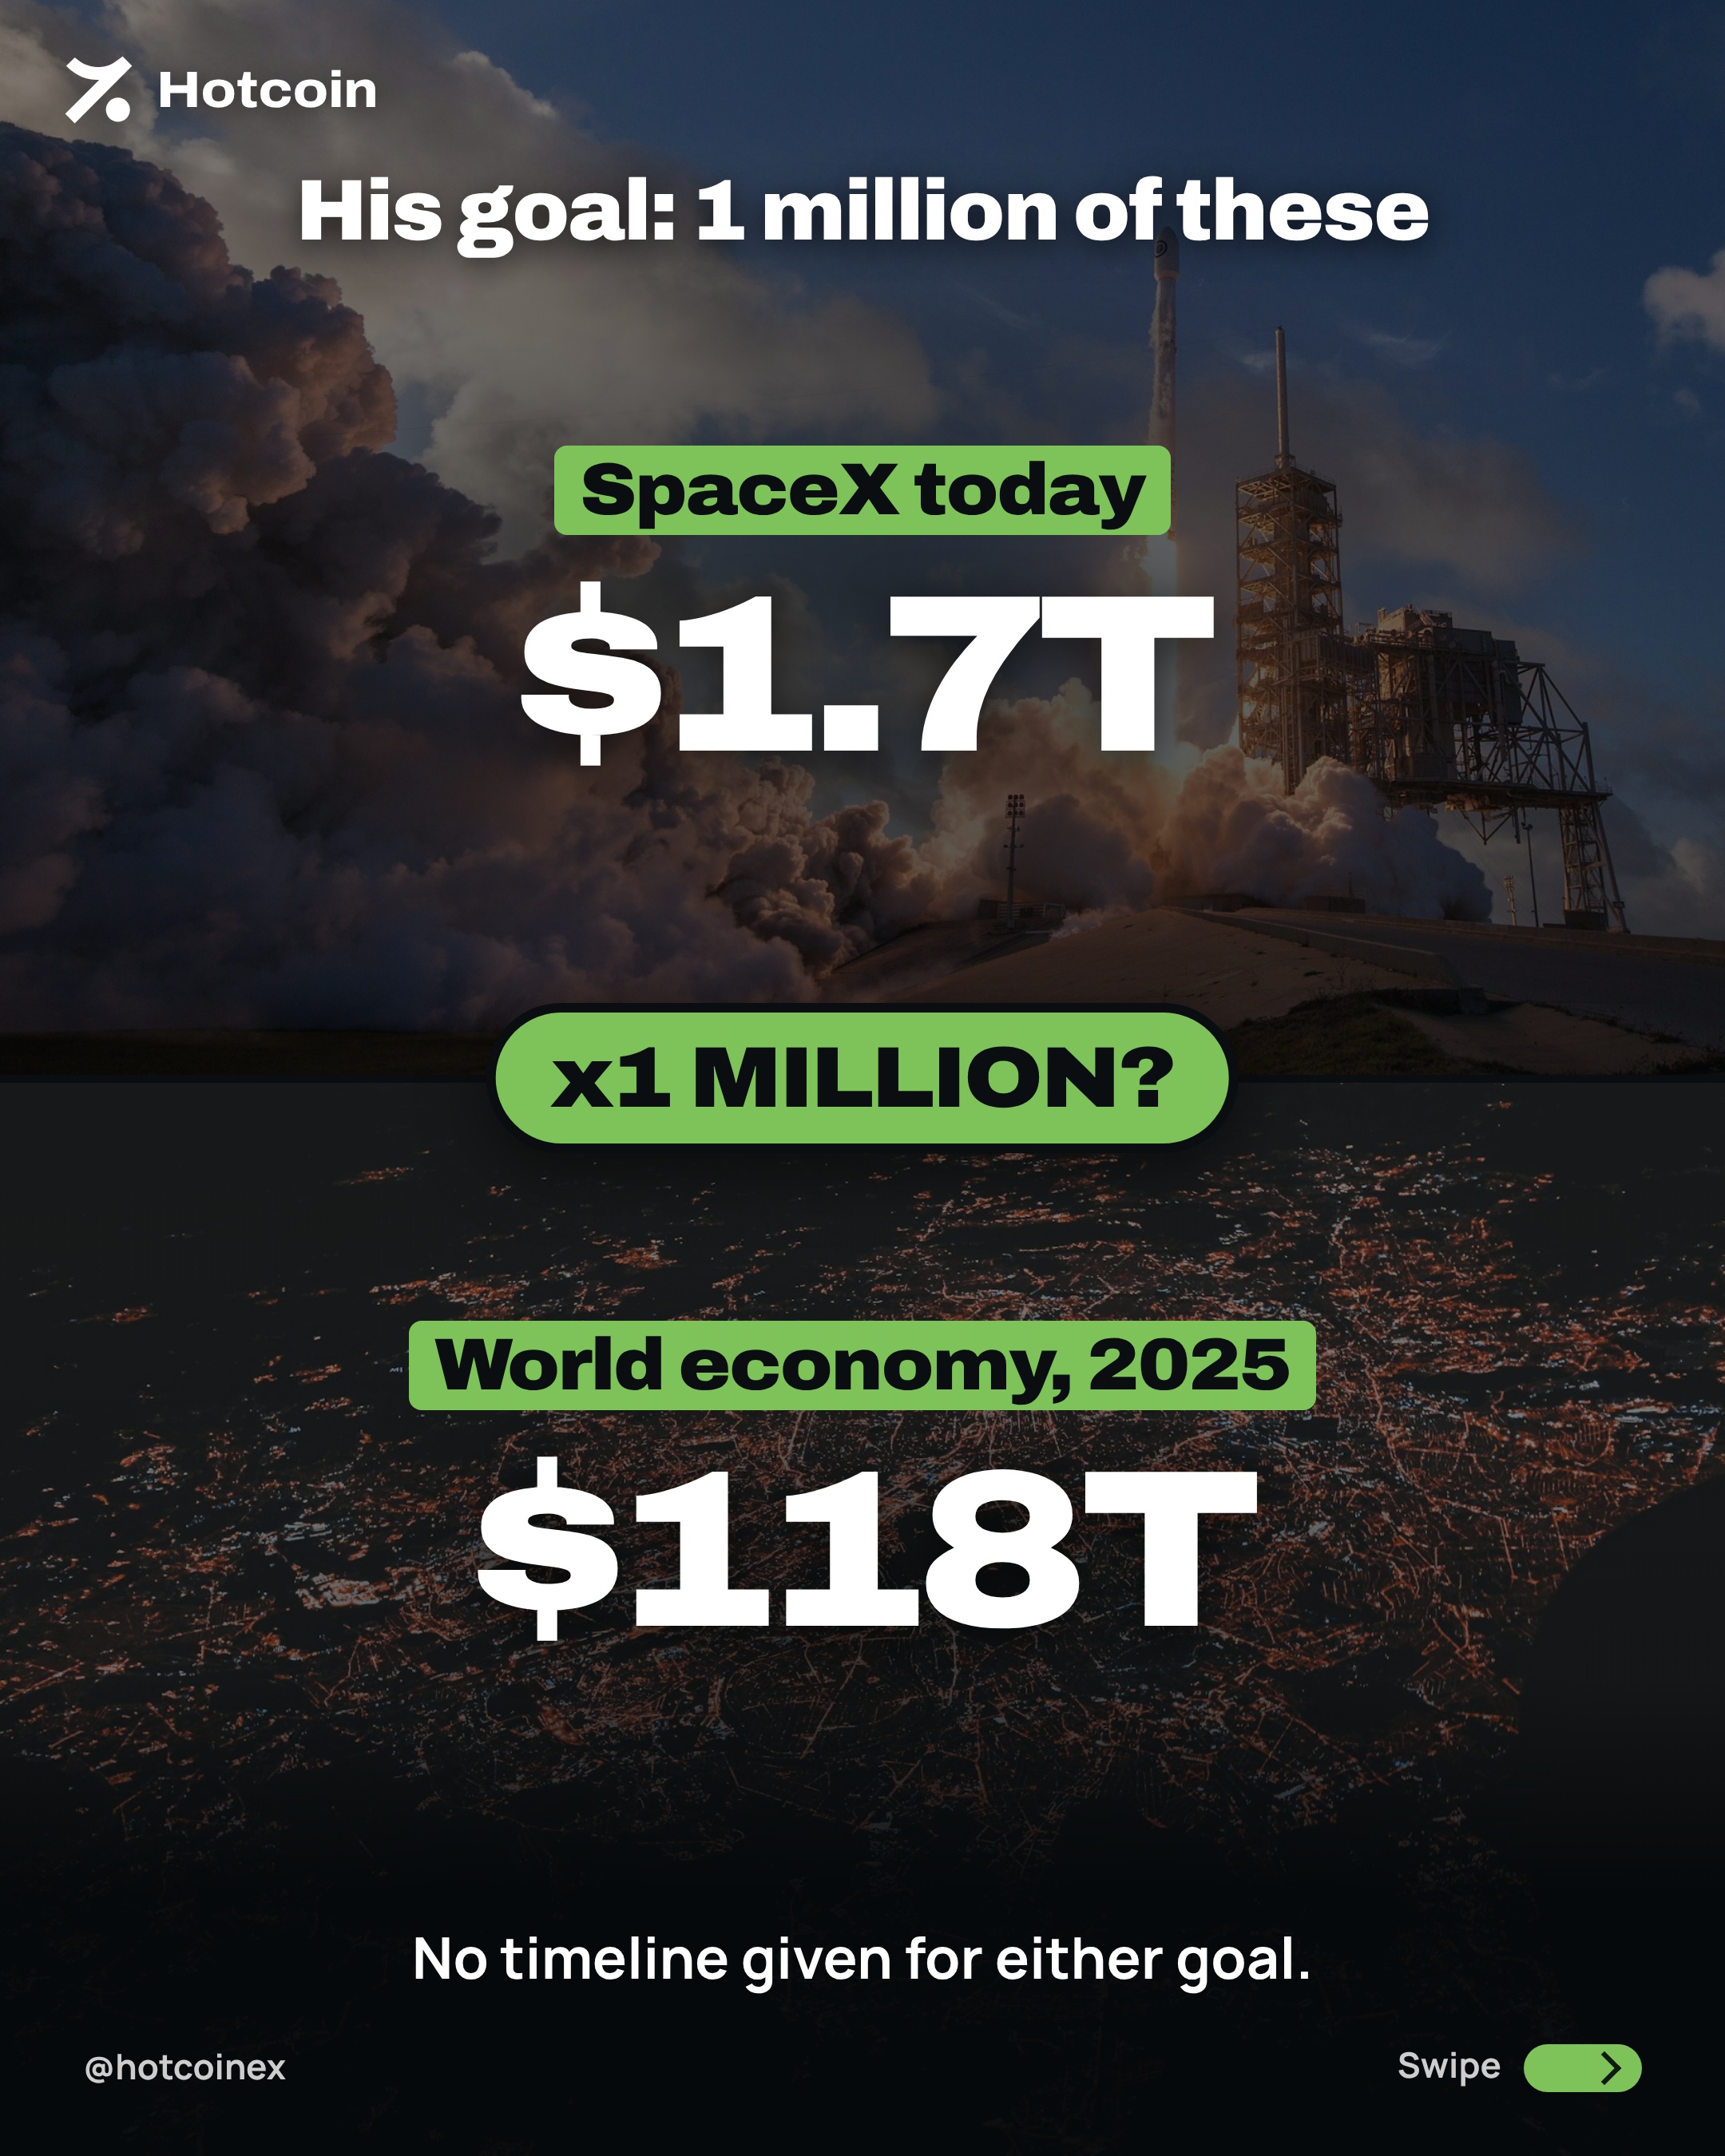 Hotcoin
His goal: 1 million of these
SpaceX today
$1.7T
x1 MILLION?
World economy, 2025
$118T
No timeline given for either goal.
@hotcoinex
Swipe